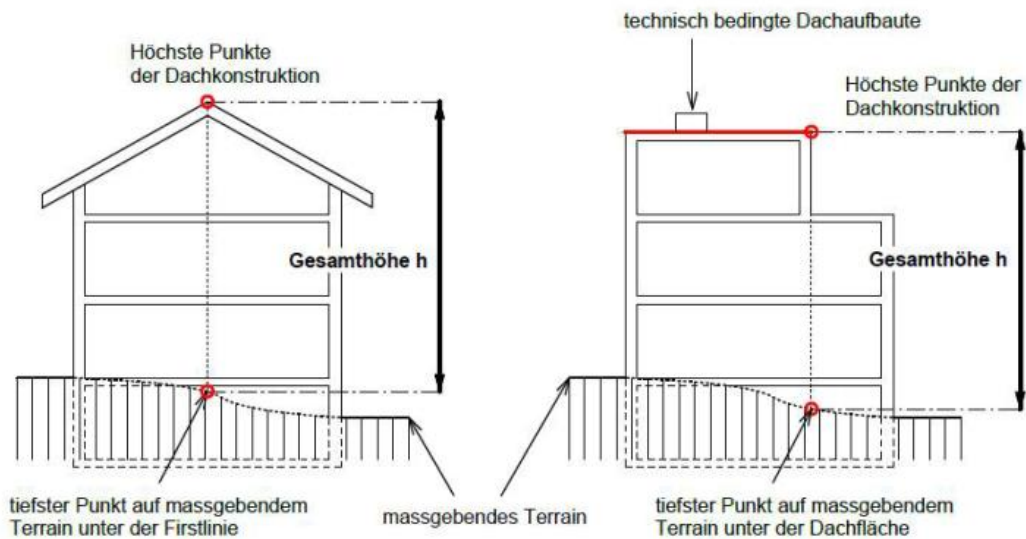 technisch bedingte Dachaufbaute
Höchste Punkte
der Dachkonstruktion
Höchste Punkte der
Dachkonstruktion
Gesamthöhe h
Gesamthöhe h
tiefster Punkt auf massgebendem
Terrain unter der Firstlinie
massgebendes Terrain
tiefster Punkt auf massgebendem
Terrain unter der Dachfläche